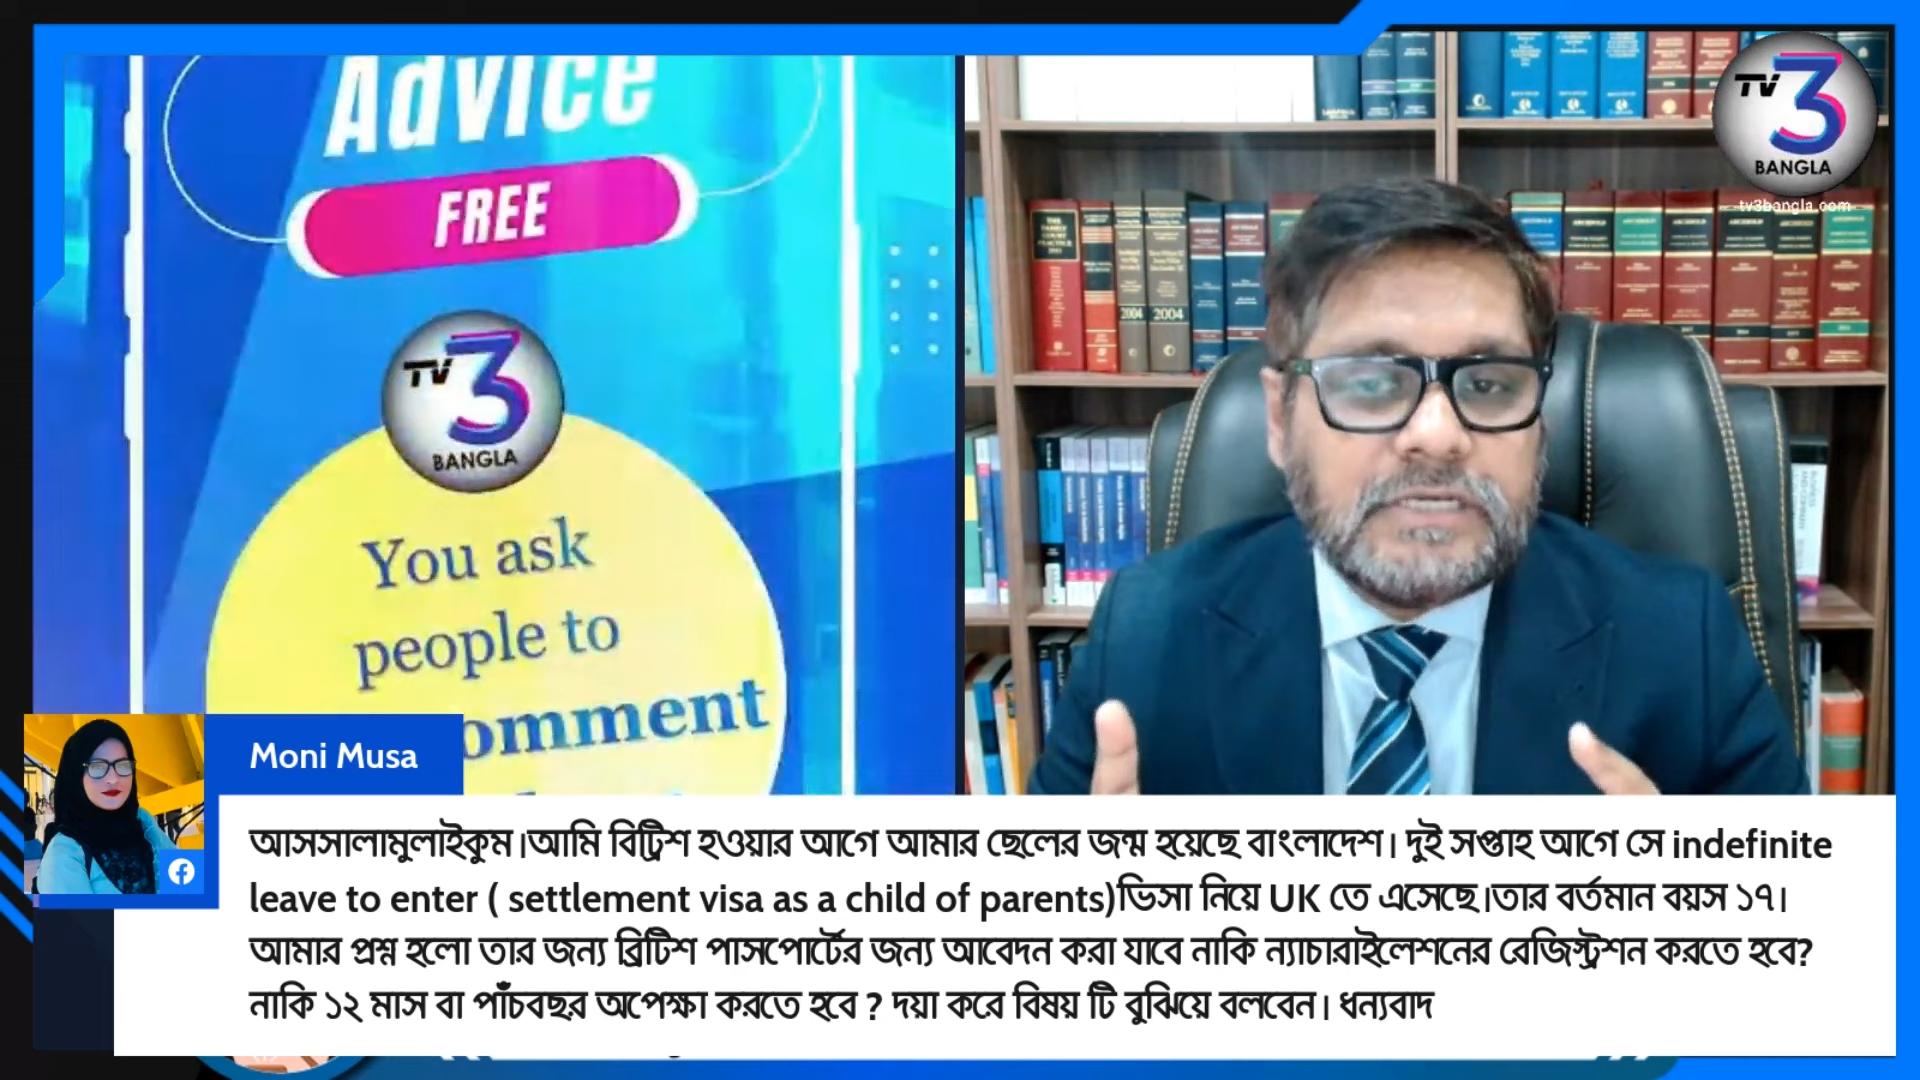 Advice
FREE
TV 3
BANGLA
You ask
people to
omment
TV 3
BANGLA
tv3bangla.com
2004 2004
Moni Musa
আসসালামুলাইকুম।আমি বিট্রিশ হওয়ার আগে আমার ছেলের জন্ম হয়েছে বাংলাদেশ। দুই সপ্তাহ আগে সে indefinite
leave to enter ( settlement visa as a child of parents)ভিসা নিয়ে UK তে এসেছে।তার বর্তমান বয়স ১৭।
আমার প্রশ্ন হলো তার জন্য ব্রিটিশ পাসপোর্টের জন্য আবেদন করা যাবে নাকি ন্যাচারাইলেশনের রেজিস্ট্রশন করতে হবে?
নাকি ১২ মাস বা পাঁচবছর অপেক্ষা করতে হবে ? দয়া করে বিষয় টি বুঝিয়ে বলবেন। ধন্যবাদ